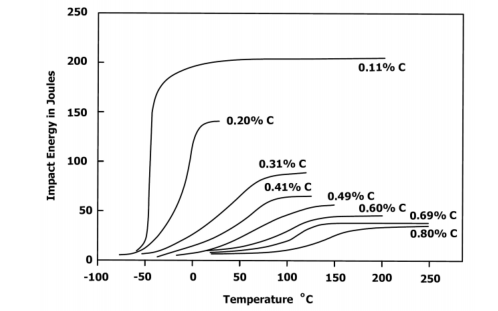 250
200
150
100
50
0
Impact Energy in Joules
0.11% C
0.20% C
0.31% C
0.41% C
0.49% C
0.60% C
0.69% C
0.80% C
-100 -50 0 50 100 150 200 250
Temperature °C